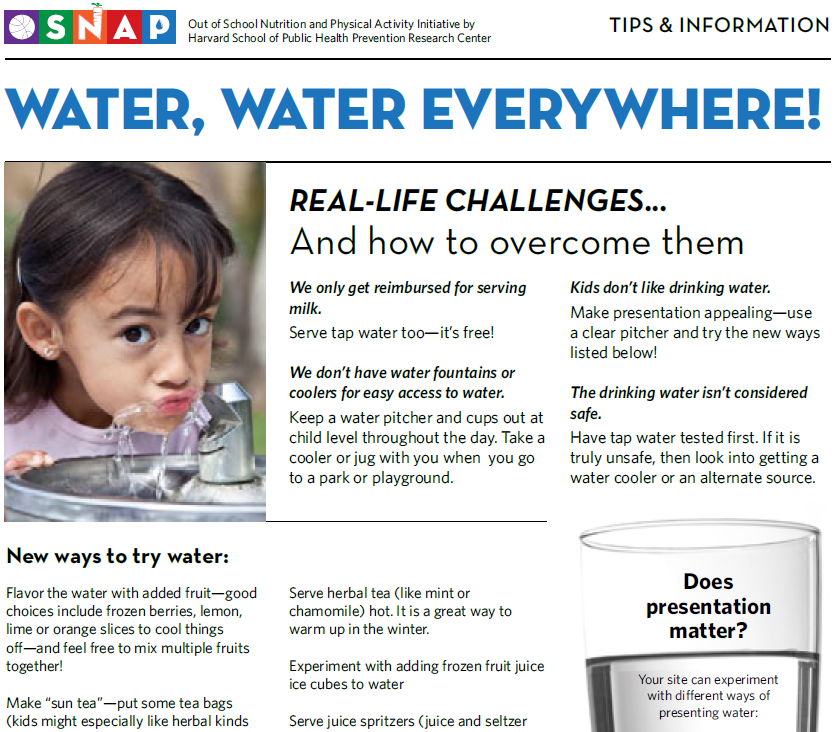 OSNAP
Out of School Nutrition and Physical Activity Initiative by
Harvard School of Public Health Prevention Research Center
TIPS & INFORMATION
WATER, WATER EVERYWHERE!
REAL-LIFE CHALLENGES...
And how to overcome them
We only get reimbursed for serving
milk.
Serve tap water too—it's free!
We don't have water fountains or
coolers for easy access to water.
Keep a water pitcher and cups out at
child level throughout the day. Take a
cooler or jug with you when  you go
to a park or playground.
Kids don't like drinking water.
Make presentation appealing—use
a clear pitcher and try the new ways
listed below!
The drinking water isn't considered
safe.
Have tap water tested first. If it is
truly unsafe, then look into getting a
water cooler or an alternate source.
New ways to try water:
Flavor the water with added fruit—good
choices include frozen berries, lemon,
lime or orange slices to cool things
off—and feel free to mix multiple fruits
together!
Make “sun tea”—put some tea bags
(kids might especially like herbal kinds
Serve herbal tea (like mint or
chamomile) hot. It is a great way to
warm up in the winter.
Experiment with adding frozen fruit juice
ice cubes to water
Serve juice spritzers (juice and seltzer
Does
presentation
matter?
Your site can experiment
with different ways of
presenting water: